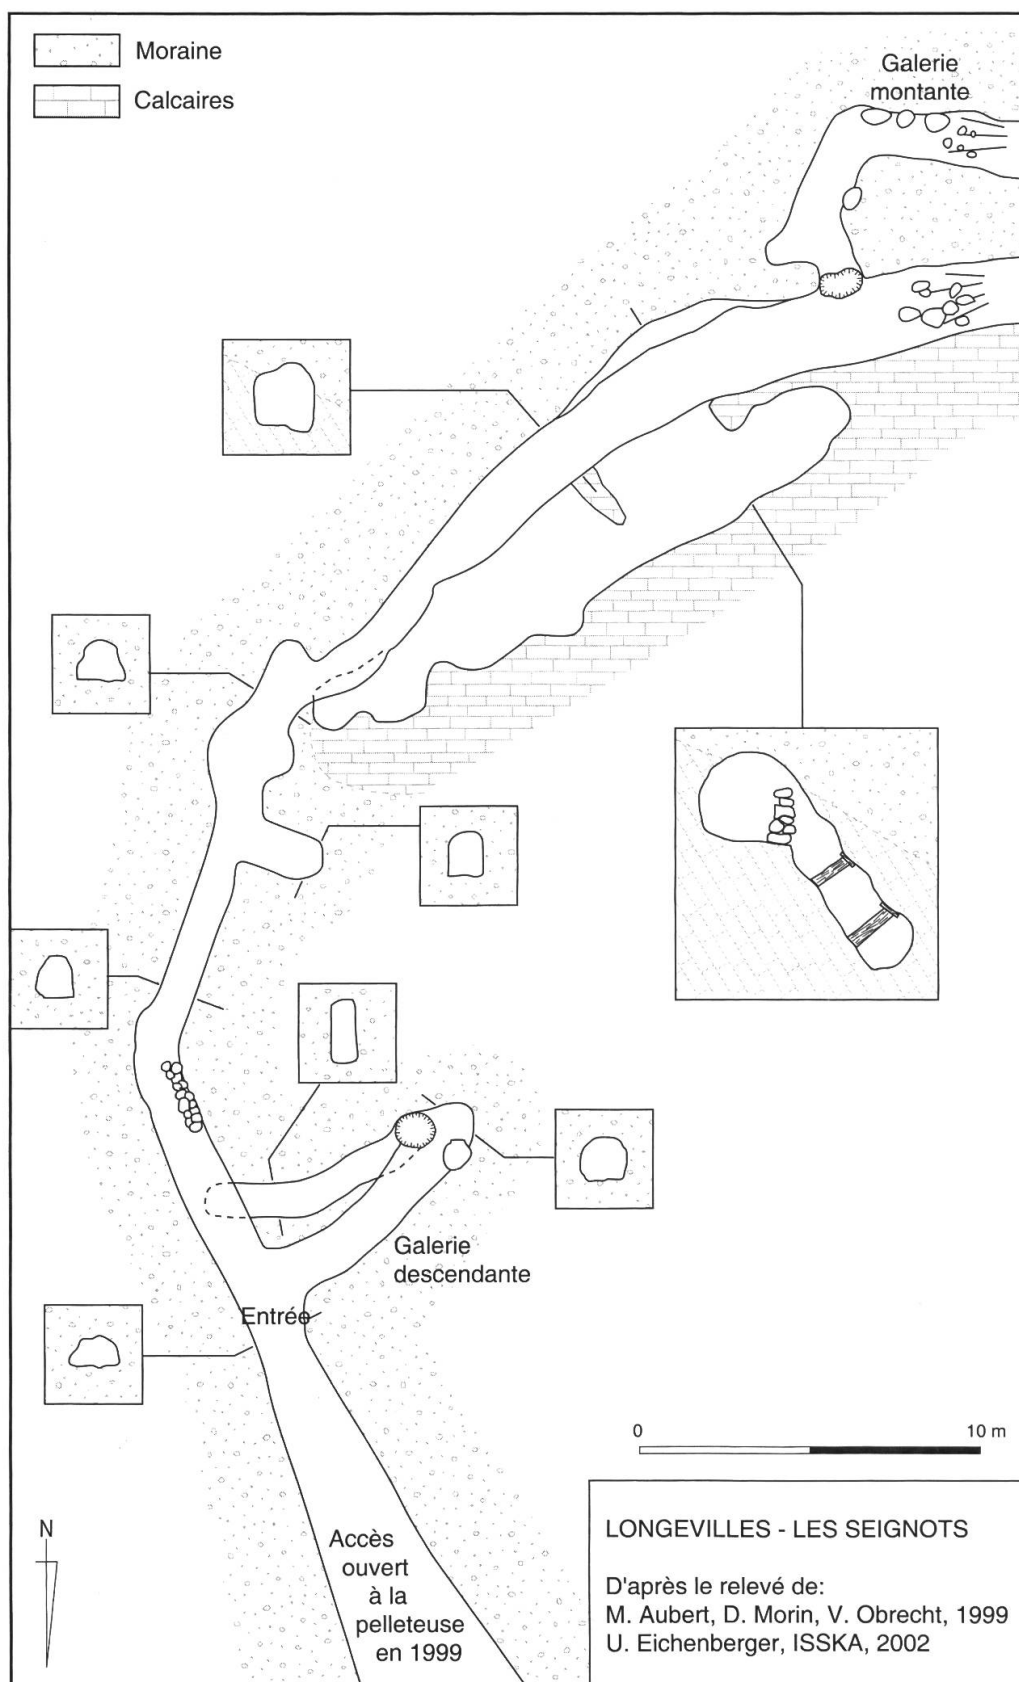 Moraine
Calcaires
Galerie
montante
Galerie
descendante
Entrée
0
10 m
N
Accès
ouvert
à la
pelleteuse
en 1999
LONGEVILLES - LES SEIGNOTS
D'après le relevé de:
M. Aubert, D. Morin, V. Obrecht, 1999
U. Eichenberger, ISSKA, 2002